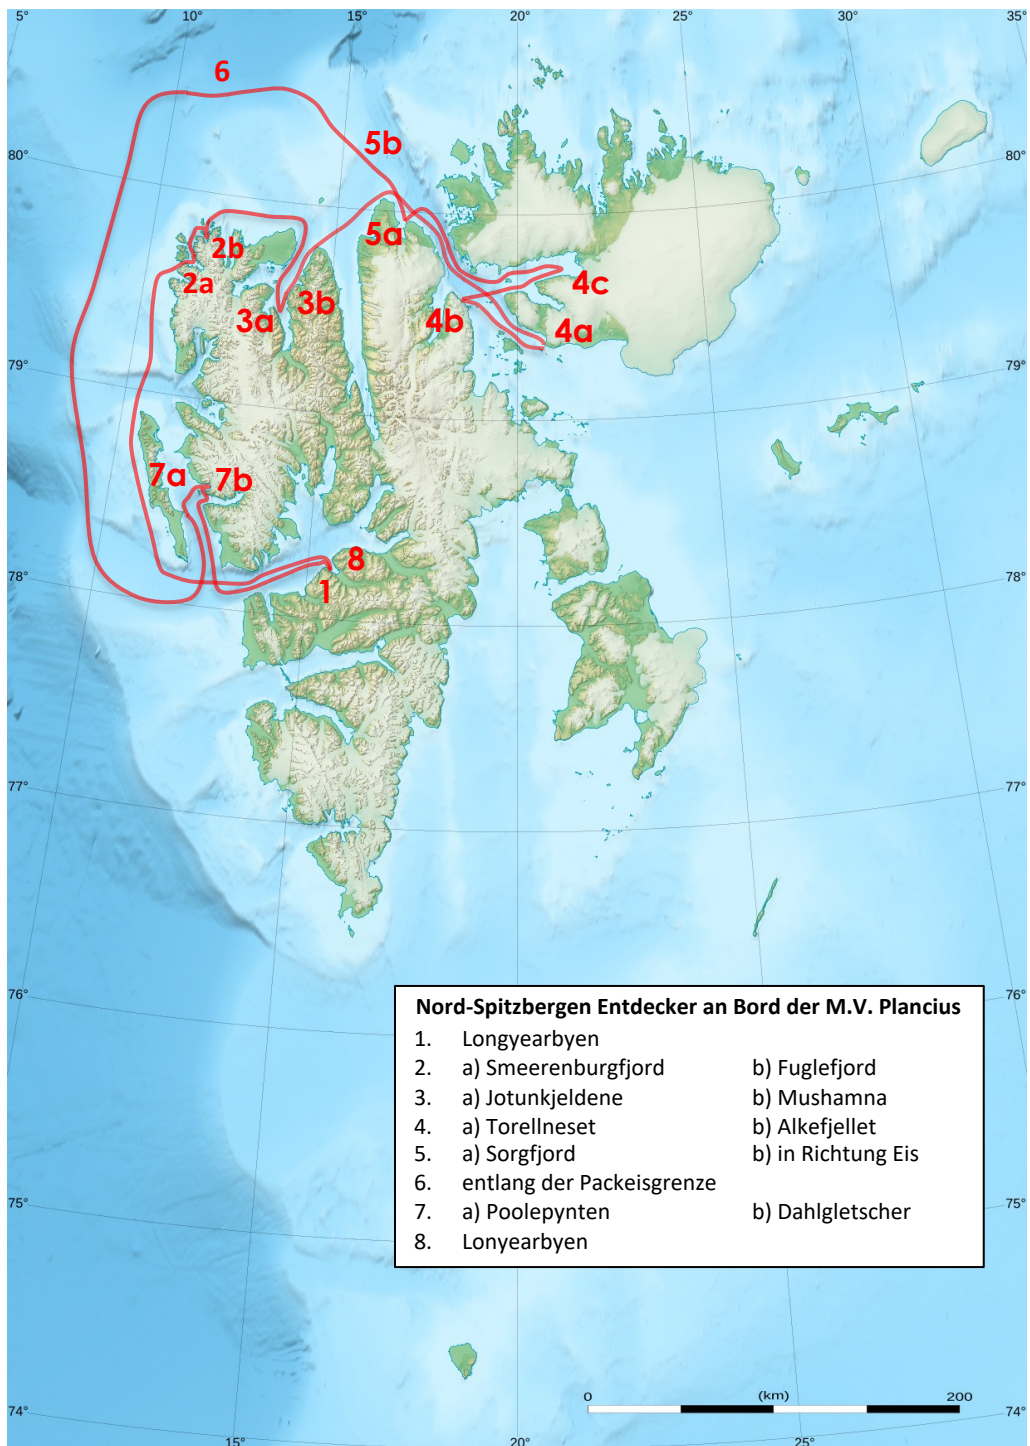 5° 10° 15° 20° 25° 30° 35°
6
5b
80° 80°
5a
2b
2a
4c
3b
3a
4b
4a
79° 79°
7a 7b
8
78° 78°
1
77° 77°
76° 76°
Nord-Spitzbergen Entdecker an Bord der M.V. Plancius
1. Longyearbyen
2. a) Smeerenburgfjord b) Fuglefjord
3. a) Jotunkjeldene b) Mushamna
4. a) Torellneset b) Alkefjellet
5. a) Sorgfjord b) in Richtung Eis
6. entlang der Packeisgrenze
7. a) Poolepynten b) Dahlgletscher
8. Lonyearbyen
75° 75°
0 (km) 200
74° 74°
15° 20° 25°